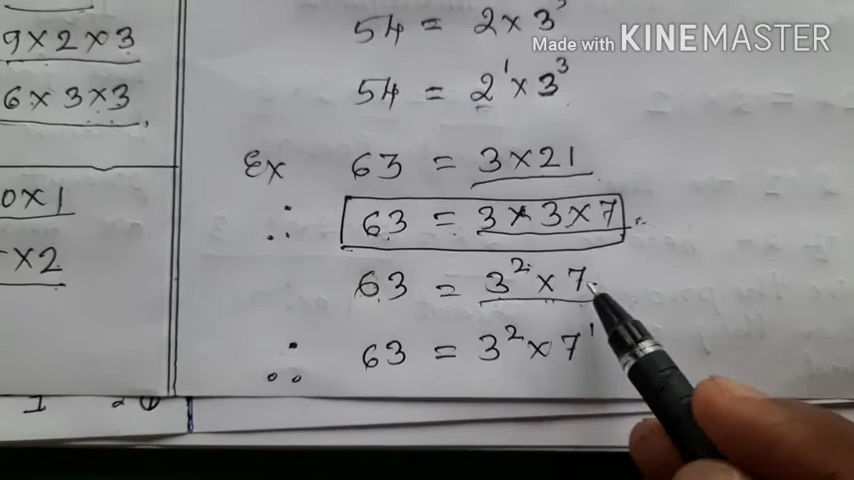 9×2×3
6×3×3
0×1
×2
54 = 2×3³
Made with KINEMASTER
54 = 2¹×3³
Ex 63 = 3×21
∴ 63 = 3×3×7
63 = 3²×7
∴ 63 = 3²×7¹